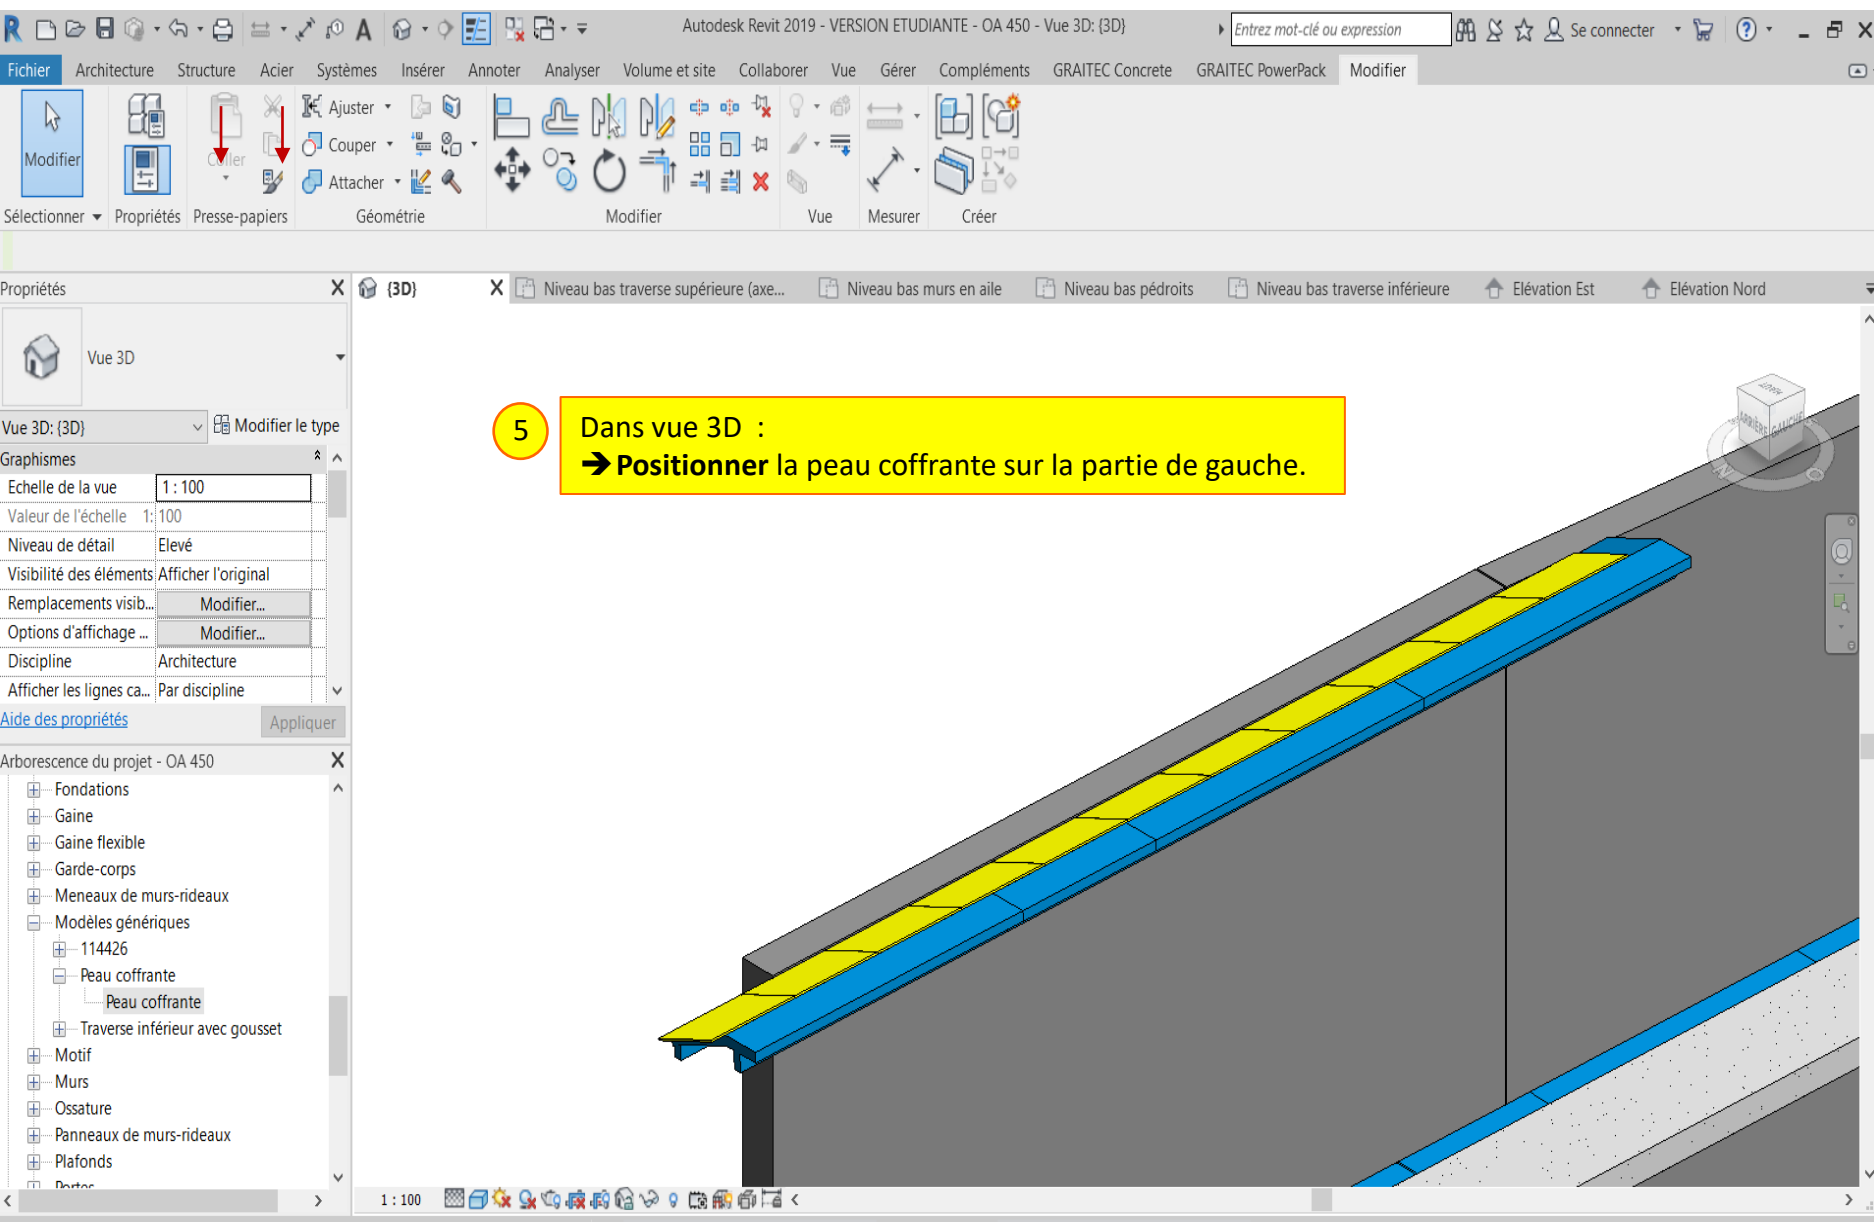 Autodesk Revit 2019 - VERSION ETUDIANTE - OA 450 - Vue 3D: {3D}
Entrez mot-clé ou expression
Se connecter
Fichier Architecture Structure Acier Systèmes Insérer Annoter Analyser Volume et site Collaborer Vue Gérer Compléments GRAITEC Concrete GRAITEC PowerPack Modifier
Modifier
Coller
Ajuster
Couper
Attacher
Sélectionner Propriétés Presse-papiers Géométrie Modifier Vue Mesurer Créer
Propriétés
{3D} Niveau bas traverse supérieure (axe... Niveau bas murs en aile Niveau bas pédroits Niveau bas traverse inférieure Elévation Est Elévation Nord
Vue 3D
Vue 3D: {3D} Modifier le type
Graphismes
Echelle de la vue 1 : 100
Valeur de l'échelle 1: 100
Niveau de détail Elevé
Visibilité des éléments Afficher l'original
Remplacements visib... Modifier...
Options d'affichage ... Modifier...
Discipline Architecture
Afficher les lignes ca... Par discipline
Aide des propriétés Appliquer
Arborescence du projet - OA 450
Fondations
Gaine
Gaine flexible
Garde-corps
Meneaux de murs-rideaux
Modèles génériques
114426
Peau coffrante
Peau coffrante
Traverse inférieur avec gousset
Motif
Murs
Ossature
Panneaux de murs-rideaux
Plafonds
Portes
5
Dans vue 3D :
➔ Positionner la peau coffrante sur la partie de gauche.
HAUT
ARRIÈRE GAUCHE
N O
1 : 100